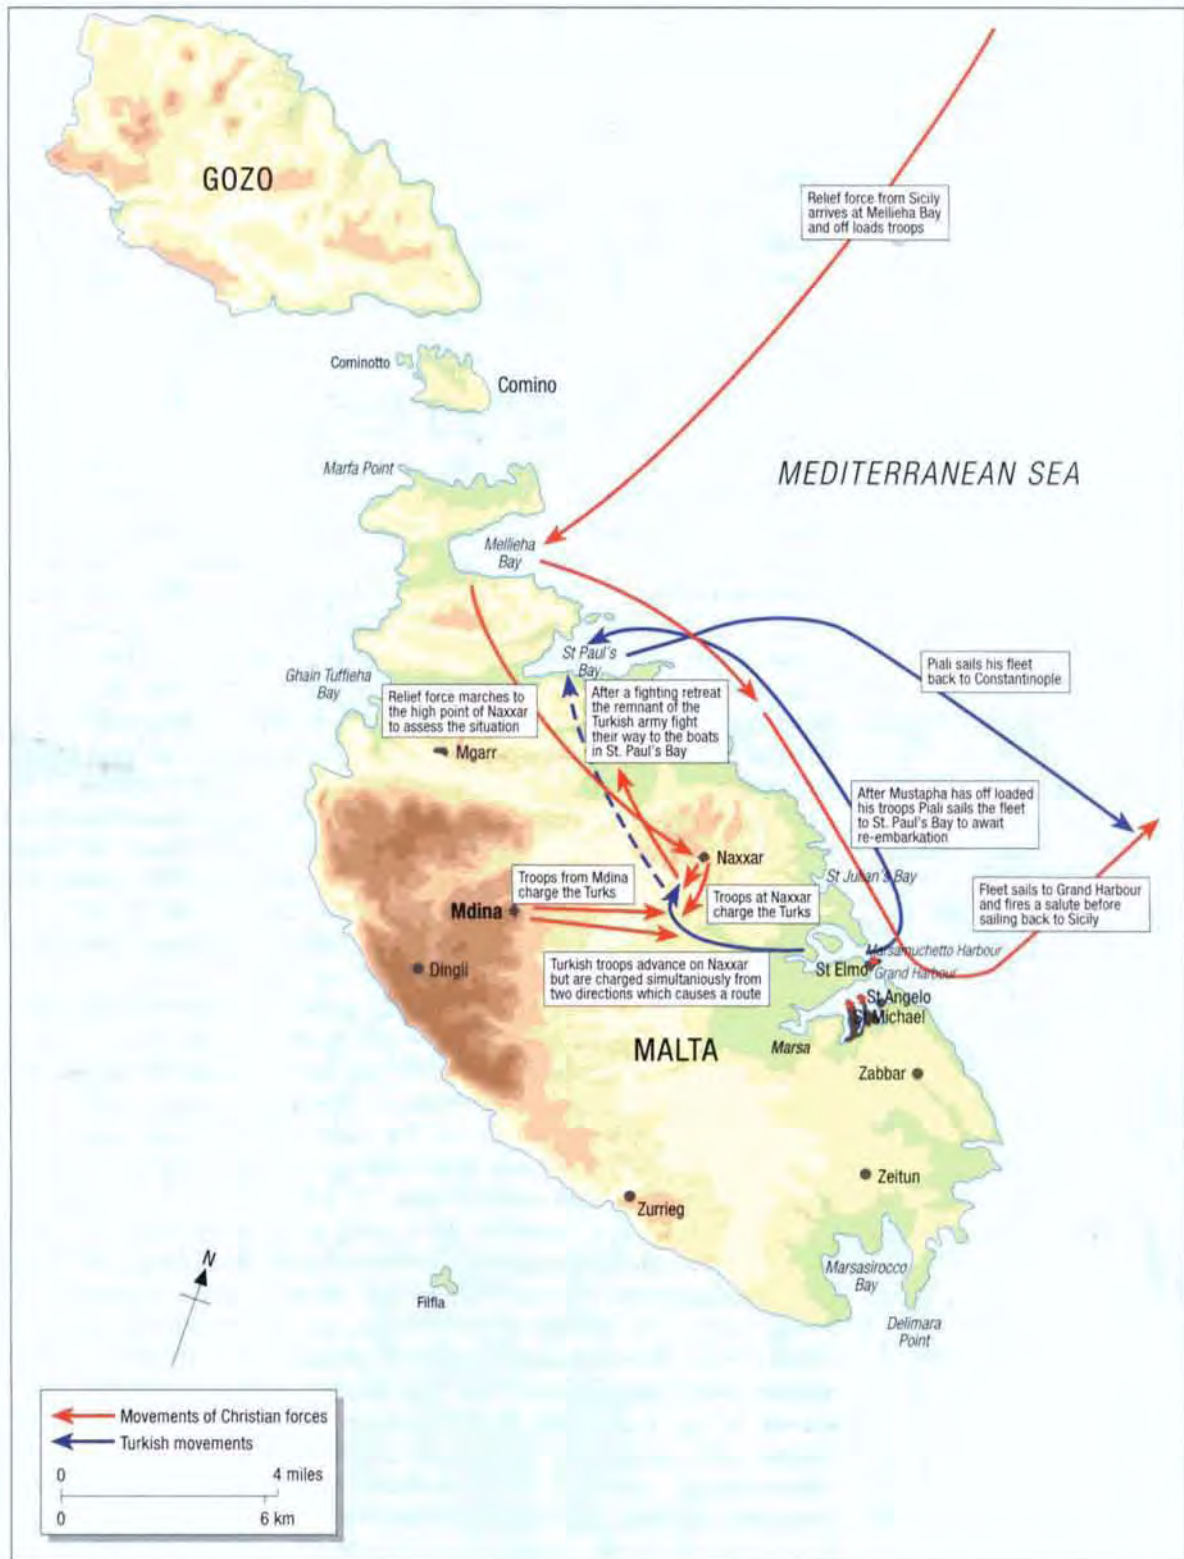 GOZO
Relief force from Sicily
arrives at Mellieha Bay
and off loads troops
Cominotto
Comino
Marfa Point
MEDITERRANEAN SEA
Mellieha
Bay
St Paul's
Bay
Ghain Tuffieha
Bay
Relief force marches to
the high point of Naxxar
to assess the situation
After a fighting retreat
the remnant of the
Turkish army fight
their way to the boats
in St. Paul's Bay
Piali sails his fleet
back to Constantinople
Mgarr
After Mustapha has off loaded
his troops Piali sails the fleet
to St. Paul's Bay to await
re-embarkation
Naxxar
St Julian's Bay
Troops from Mdina
charge the Turks
Troops at Naxxar
charge the Turks
Fleet sails to Grand Harbour
and fires a salute before
sailing back to Sicily
Mdina
Marsamuchetto Harbour
Dingli
Turkish troops advance on Naxxar
but are charged simultaniously from
two directions which causes a route
St Elmo
Grand Harbour
St Angelo
St Michael
MALTA
Marsa
Zabbar
Zeitun
Zurrieg
Marsasirocco
Bay
N
Filfla
Delimara
Point
Movements of Christian forces
Turkish movements
0 4 miles
0 6 km